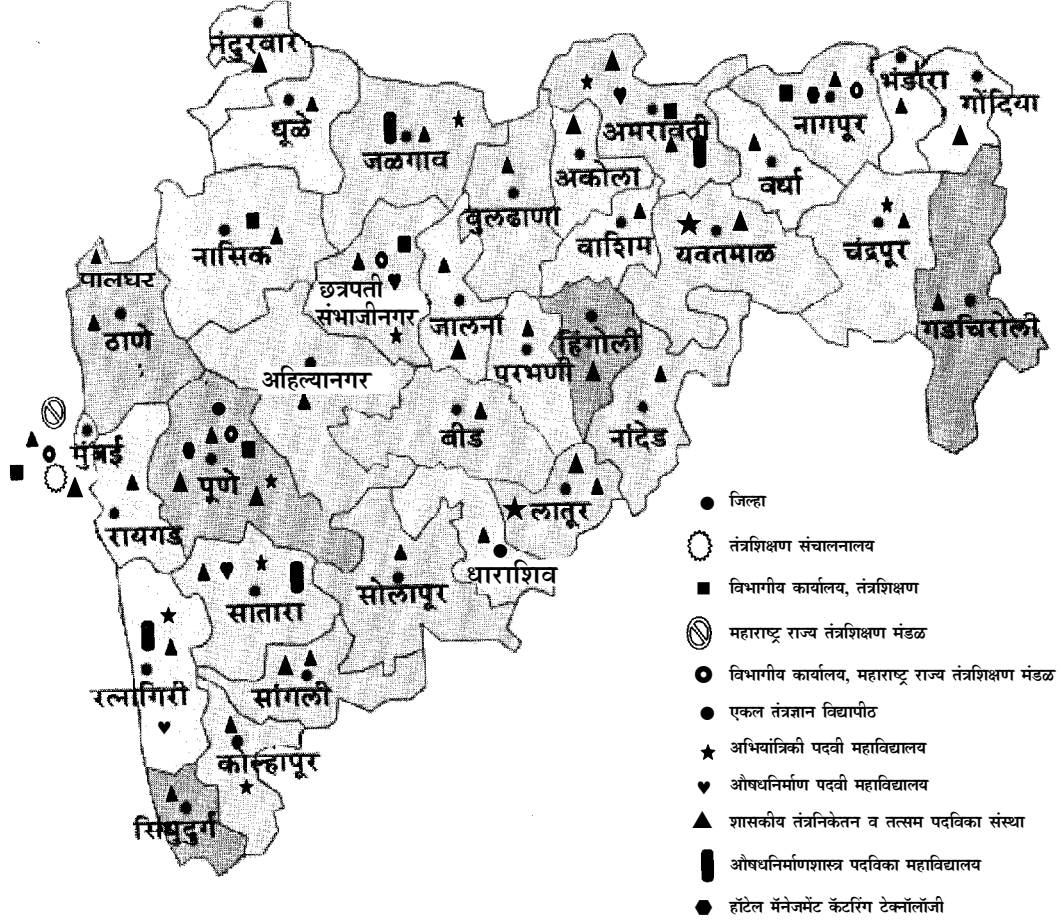 नंदुरबार
धूळे
जळगाव
बुलढाणा
अकोला
अमरावती
नागपूर
भंडारा
गोंदिया
वर्धा
वाशिम
यवतमाळ
चंद्रपूर
गडचिरोली
नासिक
पालघर
ठाणे
छत्रपती
संभाजीनगर
जालना
परभणी
हिंगोली
अहिल्यानगर
बीड
नांदेड
मुंबई
पूणे
रायगड
लातूर
धाराशिव
सोलापूर
सातारा
रत्नागिरी
सांगली
कोल्हापूर
सिंधुदुर्ग
जिल्हा
तंत्रशिक्षण संचालनालय
विभागीय कार्यालय, तंत्रशिक्षण
महाराष्ट्र राज्य तंत्रशिक्षण मंडळ
विभागीय कार्यालय, महाराष्ट्र राज्य तंत्रशिक्षण मंडळ
एकल तंत्रज्ञान विद्यापीठ
अभियांत्रिकी पदवी महाविद्यालय
औषधनिर्माण पदवी महाविद्यालय
शासकीय तंत्रनिकेतन व तत्सम पदविका संस्था
औषधनिर्माणशास्त्र पदविका महाविद्यालय
हॉटेल मॅनेजमेंट कॅटरिंग टेक्नॉलॉजी